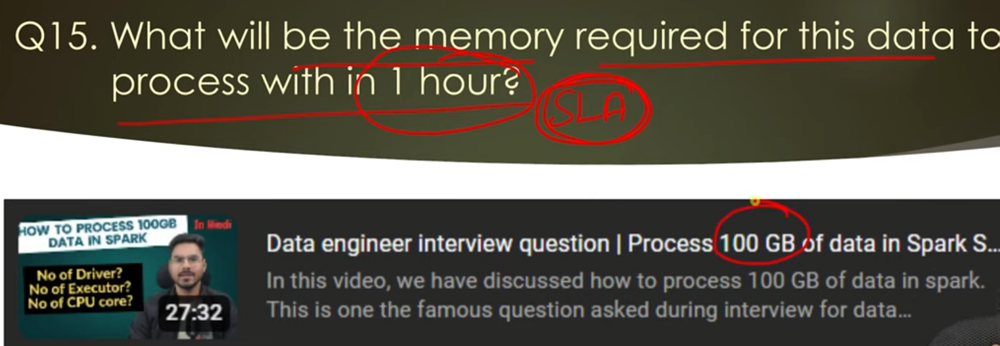 Q15. What will be the memory required for this data to
process with in 1 hour?
SLA
HOW TO PROCESS 100GB
DATA IN SPARK
In Hindi
No of Driver?
No of Executor?
No of CPU core?
27:32
Data engineer interview question | Process 100 GB of data in Spark S...
In this video, we have discussed how to process 100 GB of data in spark.
This is one the famous question asked during interview for data...